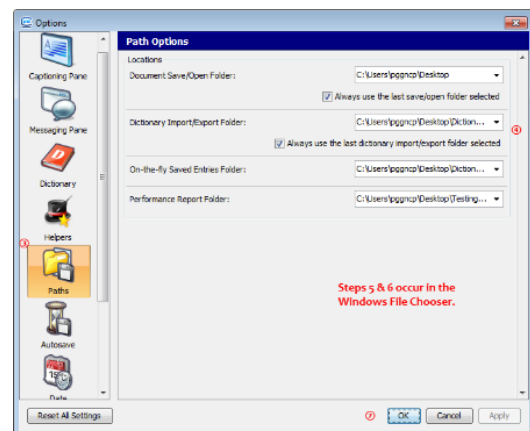 Options
Path Options
Captioning Pane
Messaging Pane
Dictionary
Helpers
③
Paths
Autosave
Date
Locations
Document Save/Open Folder:
C:\Users\pggncp\Desktop
Always use the last save/open folder selected
Dictionary Import/Export Folder:
C:\Users\pggncp\Desktop\Diction...
④
Always use the last dictionary import/export folder selected
On-the-fly Saved Entries Folder:
C:\Users\pggncp\Desktop\Diction...
Performance Report Folder:
C:\Users\pggncp\Desktop\Testing...
Steps 5 & 6 occur in the
Windows File Chooser.
Reset All Settings
⑦
OK
Cancel
Apply